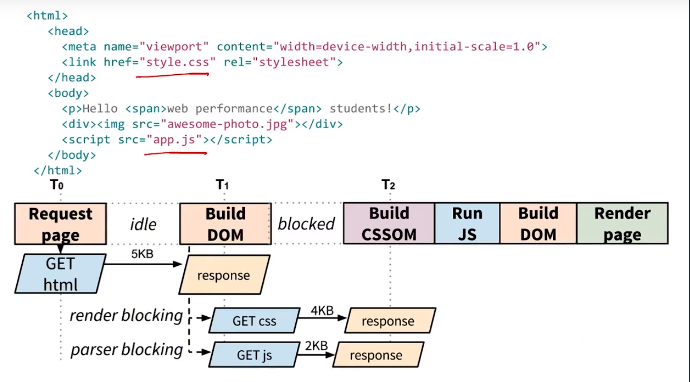 <html>
<head>
<meta name="viewport" content="width=device-width,initial-scale=1.0">
<link href="style.css" rel="stylesheet">
</head>
<body>
<p>Hello <span>web performance</span> students!</p>
<div><img src="awesome-photo.jpg"></div>
<script src="app.js"></script>
</body>
</html>
T0 T1 T2
Request page idle Build DOM blocked Build CSSOM Run JS Build DOM Render page
GET html 5KB response
render blocking GET css 4KB response
parser blocking GET js 2KB response